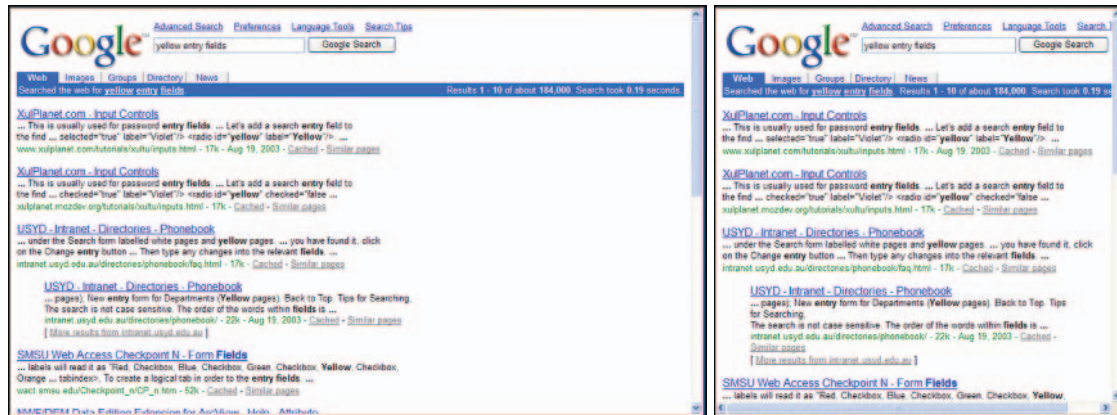 Advanced Search Preferences Language Tools Search Tips
Google™
yellow entry fields Google Search
Web Images Groups Directory News
Searched the web for yellow entry fields. Results 1 - 10 of about 184,000. Search took 0.19 seconds.
XulPlanet.com - Input Controls
... This is usually used for password entry fields. ... Let's add a search entry field to
the find ... selected="true" label="Violet"/> <radio id="yellow" label="Yellow"/>. ...
www.xulplanet.com/tutorials/xultu/inputs.html - 17k - Aug 19, 2003 - Cached - Similar pages
XulPlanet.com - Input Controls
... This is usually used for password entry fields. ... Let's add a search entry field to
the find ... checked="true" label="Violet"/> <radio id="yellow" checked="false ...
xulplanet.mozdev.org/tutorials/xultu/inputs.html - 17k - Cached - Similar pages
USYD - Intranet - Directories - Phonebook
... under the Search form labelled white pages and yellow pages. ... you have found it, click
on the Change entry button ... Then type any changes into the relevant fields. ...
intranet.usyd.edu.au/directories/phonebook/faq.html - 17k - Cached - Similar pages
USYD - Intranet - Directories - Phonebook
... pages); New entry form for Departments (Yellow pages). Back to Top. Tips for Searching.
The search is not case sensitive. The order of the words within fields is ...
intranet.usyd.edu.au/directories/phonebook/ - 22k - Aug 19, 2003 - Cached - Similar pages
[ More results from intranet.usyd.edu.au ]
SMSU Web Access Checkpoint N - Form Fields
... labels will read it as "Red, Checkbox, Blue, Checkbox, Green, Checkbox, Yellow, Checkbox,
Orange ... tabindex>, To create a logical tab in order to the entry fields. ...
wact.smsu.edu/Checkpoint_n/CP_n.htm - 52k - Cached - Similar pages
Advanced Search Preferences Language Tools Search T
Google™
yellow entry fields Google Search
Web Images Groups Directory News
Searched the web for yellow entry fields. Results 1 - 10 of about 184,000. Search took 0.19 se
XulPlanet.com - Input Controls
... This is usually used for password entry fields. ... Let's add a search entry field to
the find ... selected="true" label="Violet"/> <radio id="yellow" label="Yellow"/>. ...
www.xulplanet.com/tutorials/xultu/inputs.html - 17k - Aug 19, 2003 - Cached - Similar pages
XulPlanet.com - Input Controls
... This is usually used for password entry fields. ... Let's add a search entry field to
the find ... checked="true" label="Violet"/> <radio id="yellow" checked="false ...
xulplanet.mozdev.org/tutorials/xultu/inputs.html - 17k - Cached - Similar pages
USYD - Intranet - Directories - Phonebook
... under the Search form labelled white pages and yellow pages. ... you have found it, click
on the Change entry button ... Then type any changes into the relevant fields. ...
intranet.usyd.edu.au/directories/phonebook/faq.html - 17k - Cached - Similar pages
USYD - Intranet - Directories - Phonebook
... pages); New entry form for Departments (Yellow pages). Back to Top. Tips
for Searching.
The search is not case sensitive. The order of the words within fields is ...
intranet.usyd.edu.au/directories/phonebook/ - 22k - Aug 19, 2003 - Cached -
Similar pages
[ More results from intranet.usyd.edu.au ]
SMSU Web Access Checkpoint N - Form Fields
... labels will read it as "Red, Checkbox, Blue, Checkbox, Green, Checkbox, Yellow,